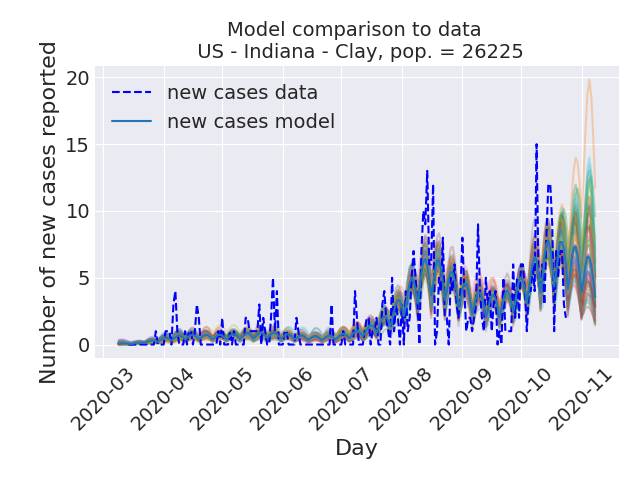 Model comparison to data
US - Indiana - Clay, pop. = 26225
Number of new cases reported
20
15
10
5
0
new cases data
new cases model
2020-03
2020-04
2020-05
2020-06
2020-07
2020-08
2020-09
2020-10
2020-11
Day